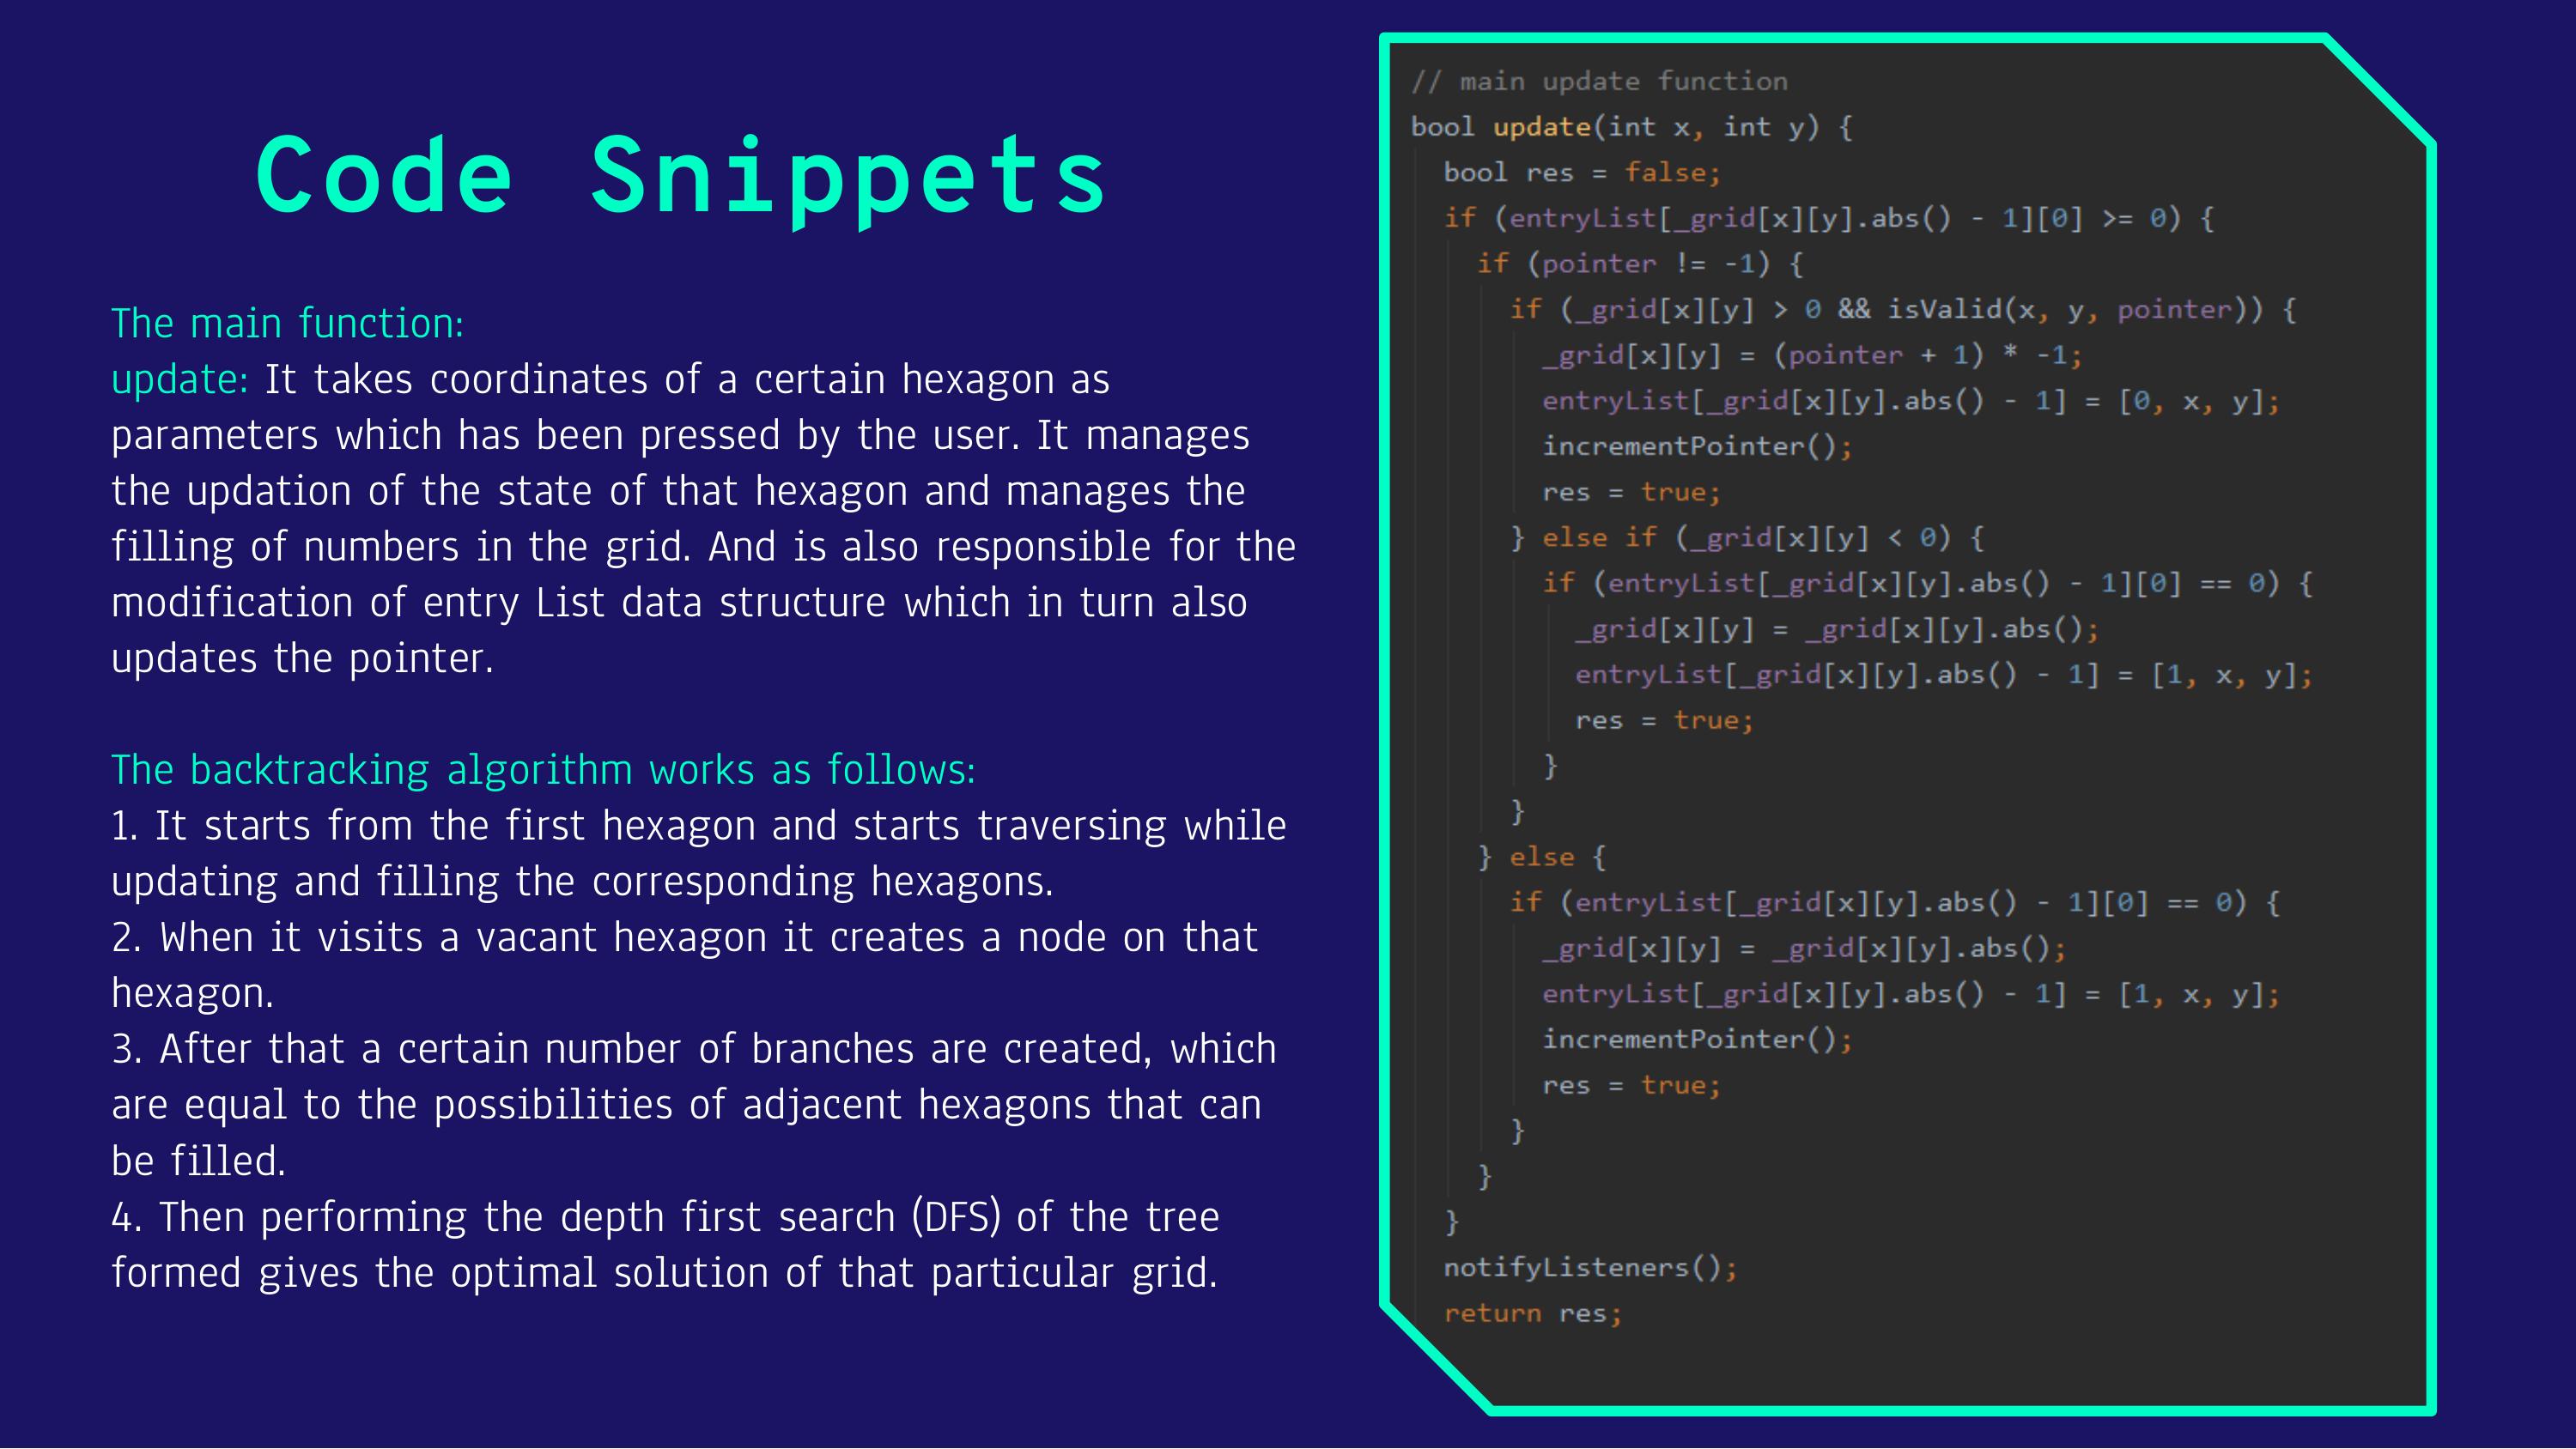 Code Snippets
The main function:
update: It takes coordinates of a certain hexagon as
parameters which has been pressed by the user. It manages
the updation of the state of that hexagon and manages the
filling of numbers in the grid. And is also responsible for the
modification of entry List data structure which in turn also
updates the pointer.
The backtracking algorithm works as follows:
1. It starts from the first hexagon and starts traversing while
updating and filling the corresponding hexagons.
2. When it visits a vacant hexagon it creates a node on that
hexagon.
3. After that a certain number of branches are created, which
are equal to the possibilities of adjacent hexagons that can
be filled.
4. Then performing the depth first search (DFS) of the tree
formed gives the optimal solution of that particular grid.
// main update function
bool update(int x, int y) {
  bool res = false;
  if (entryList[_grid[x][y].abs() - 1][0] >= 0) {
    if (pointer != -1) {
      if (_grid[x][y] > 0 && isValid(x, y, pointer)) {
        _grid[x][y] = (pointer + 1) * -1;
        entryList[_grid[x][y].abs() - 1] = [0, x, y];
        incrementPointer();
        res = true;
      } else if (_grid[x][y] < 0) {
        if (entryList[_grid[x][y].abs() - 1][0] == 0) {
          _grid[x][y] = _grid[x][y].abs();
          entryList[_grid[x][y].abs() - 1] = [1, x, y];
          res = true;
        }
      }
    } else {
      if (entryList[_grid[x][y].abs() - 1][0] == 0) {
        _grid[x][y] = _grid[x][y].abs();
        entryList[_grid[x][y].abs() - 1] = [1, x, y];
        incrementPointer();
        res = true;
      }
    }
  }
  notifyListeners();
  return res;